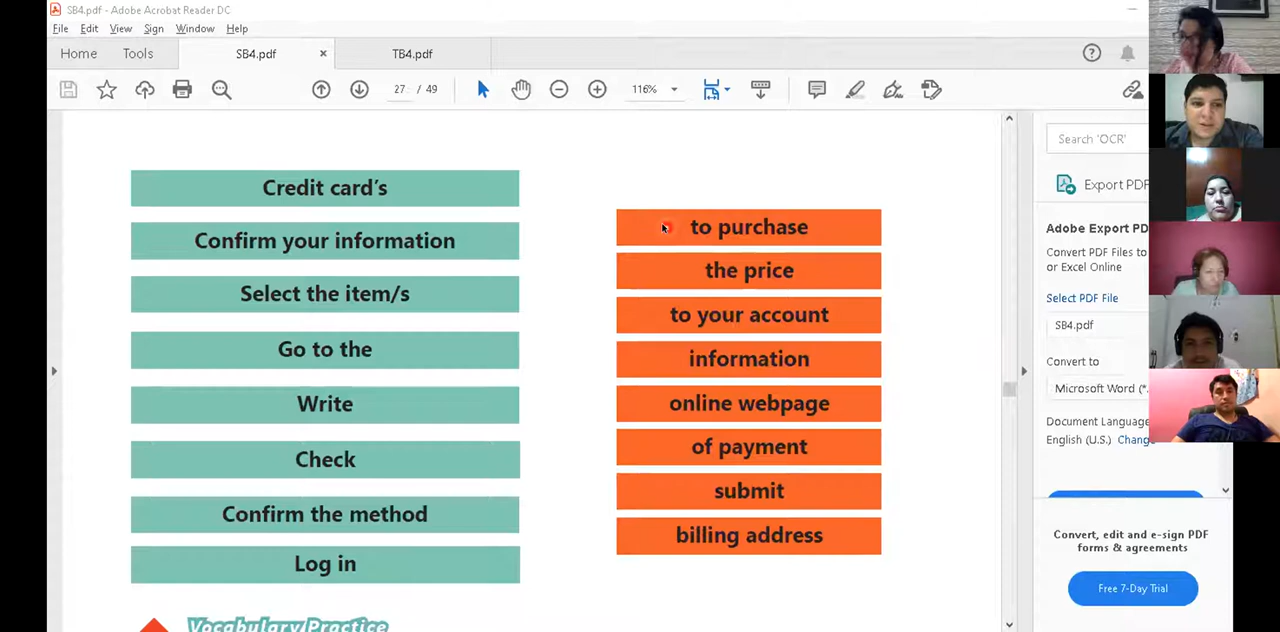 SB4.pdf - Adobe Acrobat Reader DC
File Edit View Sign Window Help
Home Tools SB4.pdf × TB4.pdf
27 / 49 116%
Credit card's
Confirm your information
Select the item/s
Go to the
Write
Check
Confirm the method
Log in
to purchase
the price
to your account
information
online webpage
of payment
submit
billing address
Vocabulary Practice
Search 'OCR'
Export PDF
Adobe Export PD
Convert PDF Files to
or Excel Online
Select PDF File
SB4.pdf
Convert to
Microsoft Word (*.
Document Language
English (U.S.) Change
Convert, edit and e-sign PDF
forms & agreements
Free 7-Day Trial